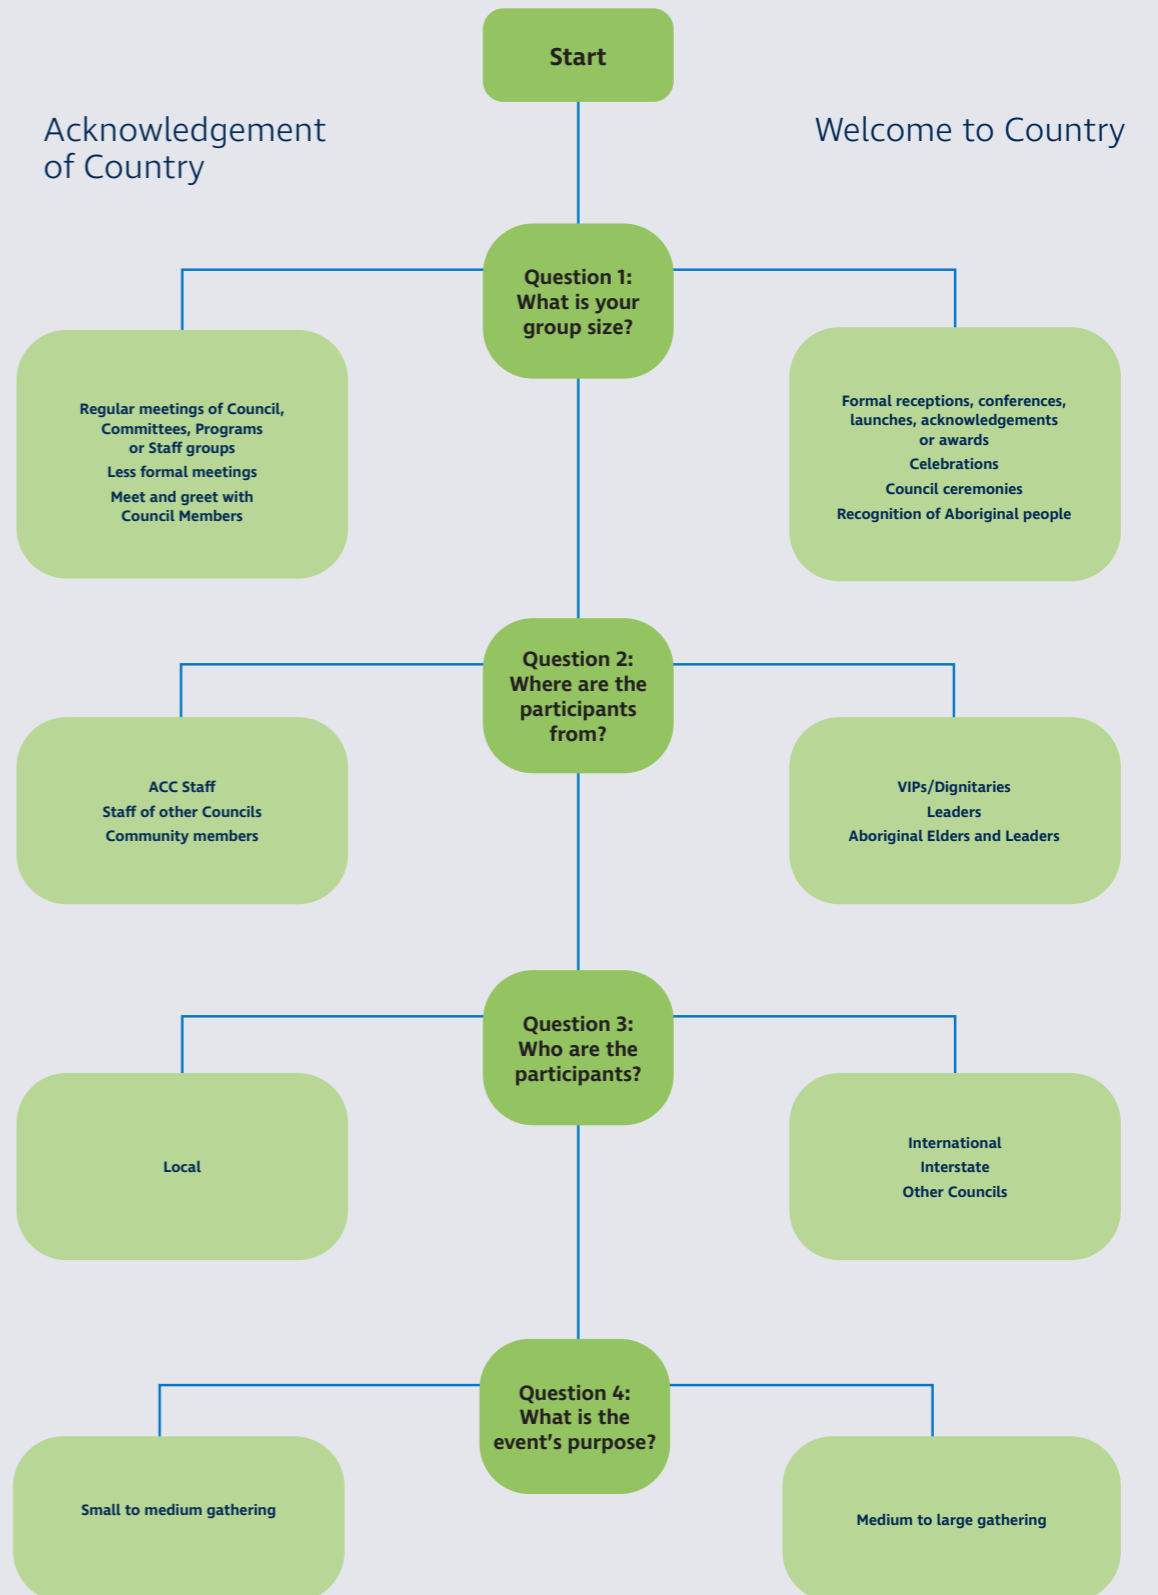 Start
Acknowledgement
of Country
Welcome to Country
Question 1:
What is your
group size?
Regular meetings of Council,
Committees, Programs
or Staff groups
Less formal meetings
Meet and greet with
Council Members
Formal receptions, conferences,
launches, acknowledgements
or awards
Celebrations
Council ceremonies
Recognition of Aboriginal people
Question 2:
Where are the
participants
from?
ACC Staff
Staff of other Councils
Community members
VIPs/Dignitaries
Leaders
Aboriginal Elders and Leaders
Question 3:
Who are the
participants?
Local
International
Interstate
Other Councils
Question 4:
What is the
event's purpose?
Small to medium gathering
Medium to large gathering